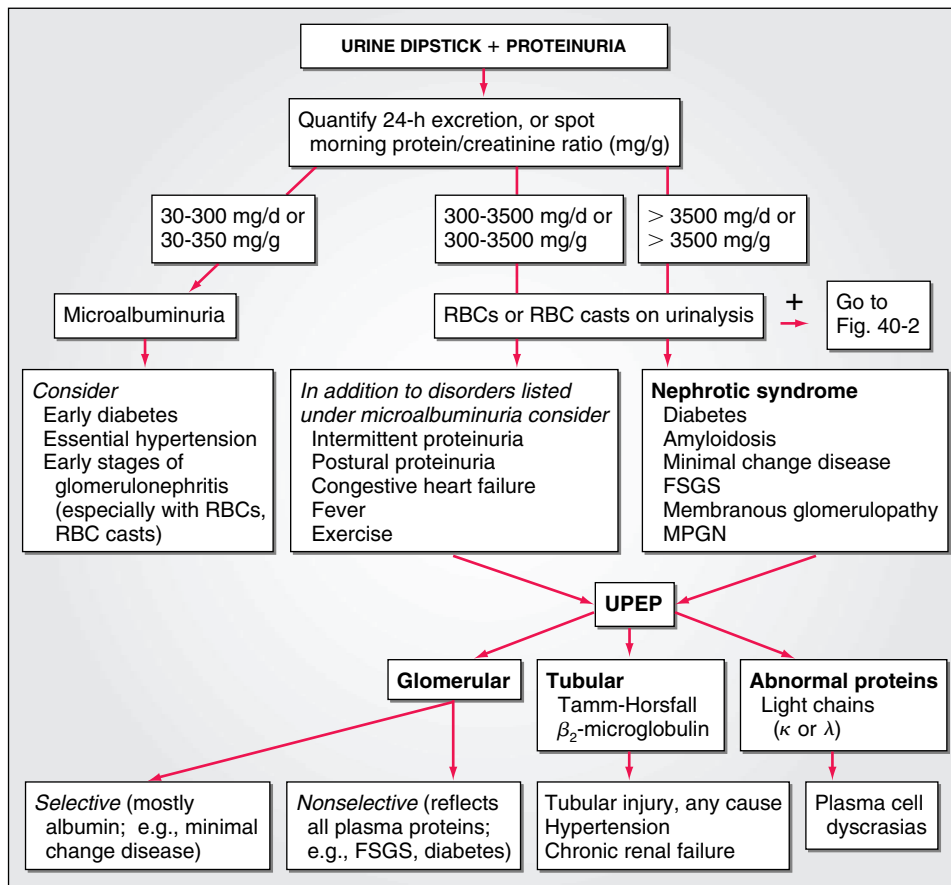 URINE DIPSTICK + PROTEINURIA
Quantify 24-h excretion, or spot
morning protein/creatinine ratio (mg/g)
30-300 mg/d or
30-350 mg/g
300-3500 mg/d or
300-3500 mg/g
> 3500 mg/d or
> 3500 mg/g
Microalbuminuria
RBCs or RBC casts on urinalysis
+
Go to
Fig. 40-2
Consider
Early diabetes
Essential hypertension
Early stages of
glomerulonephritis
(especially with RBCs,
RBC casts)
In addition to disorders listed
under microalbuminuria consider
Intermittent proteinuria
Postural proteinuria
Congestive heart failure
Fever
Exercise
Nephrotic syndrome
Diabetes
Amyloidosis
Minimal change disease
FSGS
Membranous glomerulopathy
MPGN
UPEP
Glomerular
Tubular
Tamm-Horsfall
β₂-microglobulin
Abnormal proteins
Light chains
(κ or λ)
Selective (mostly
albumin; e.g., minimal
change disease)
Nonselective (reflects
all plasma proteins;
e.g., FSGS, diabetes)
Tubular injury, any cause
Hypertension
Chronic renal failure
Plasma cell
dyscrasias